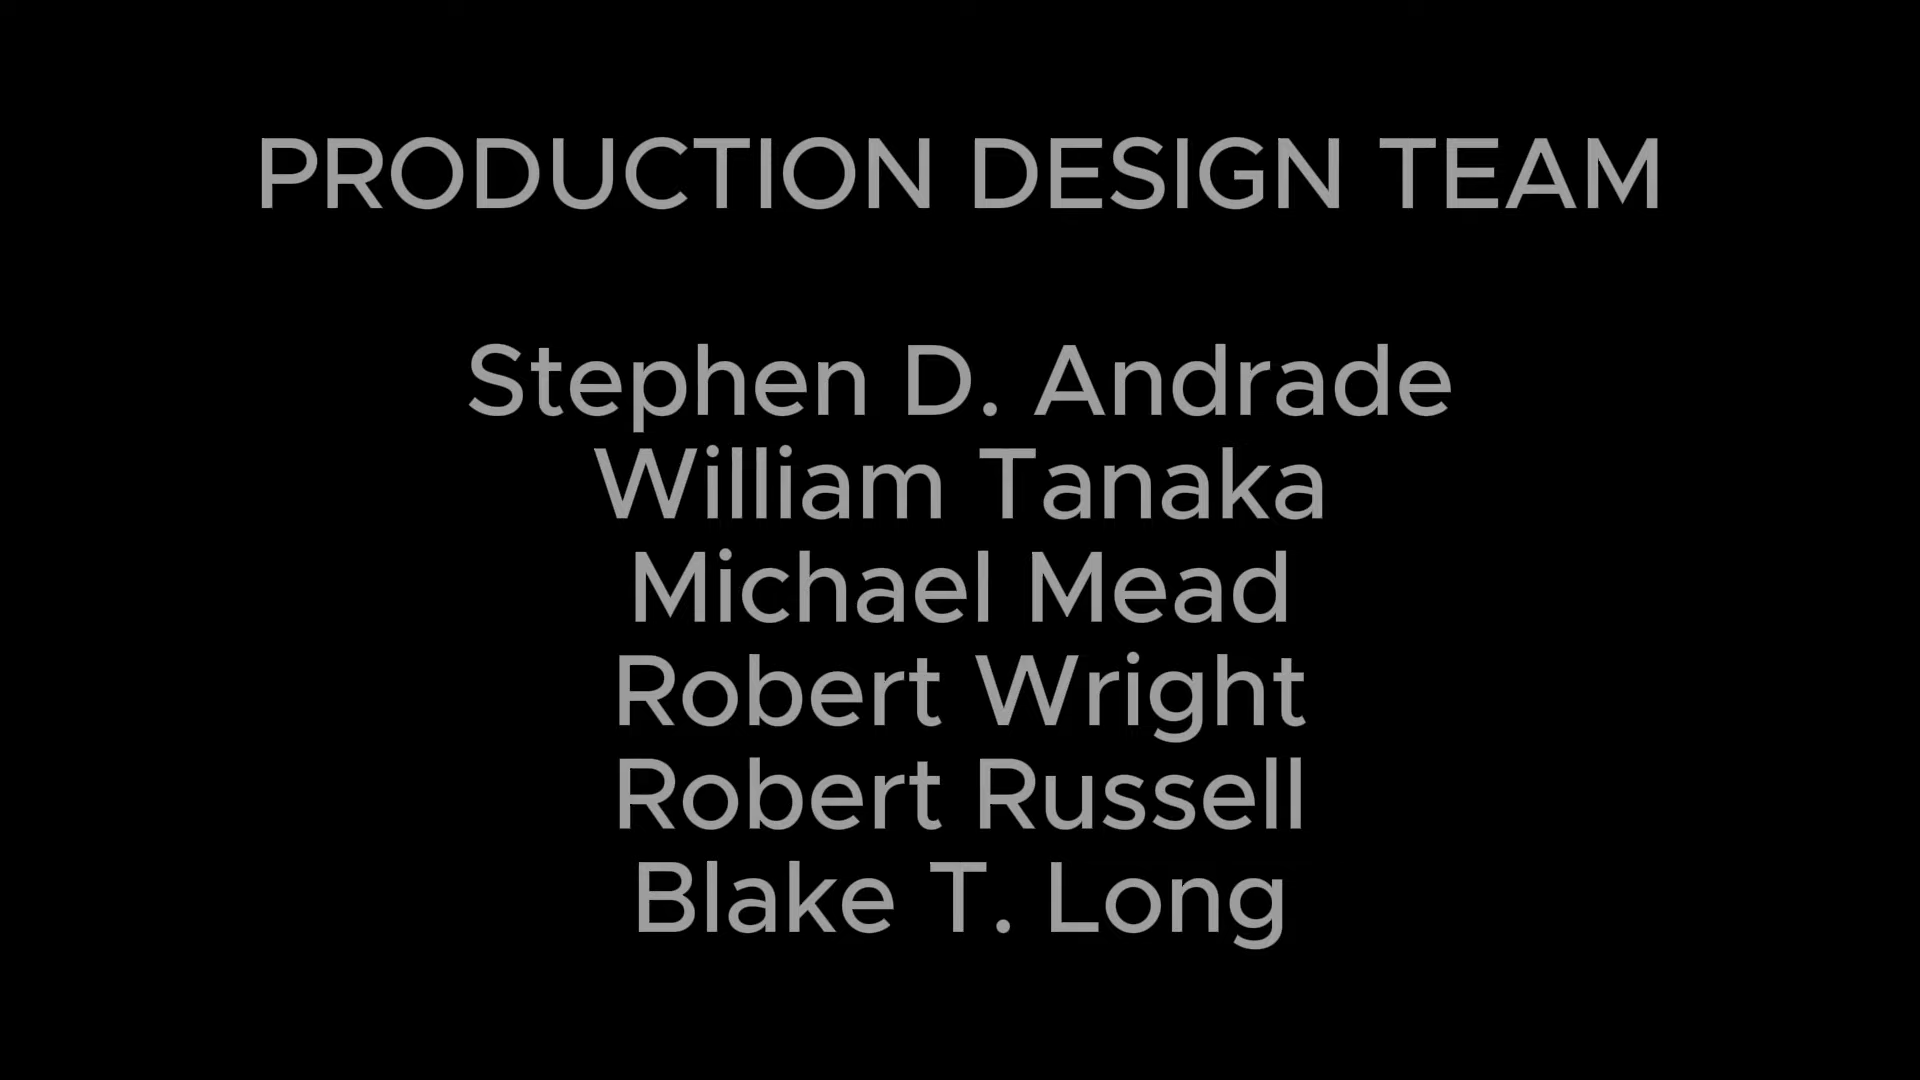 PRODUCTION DESIGN TEAM
Stephen D. Andrade
William Tanaka
Michael Mead
Robert Wright
Robert Russell
Blake T. Long